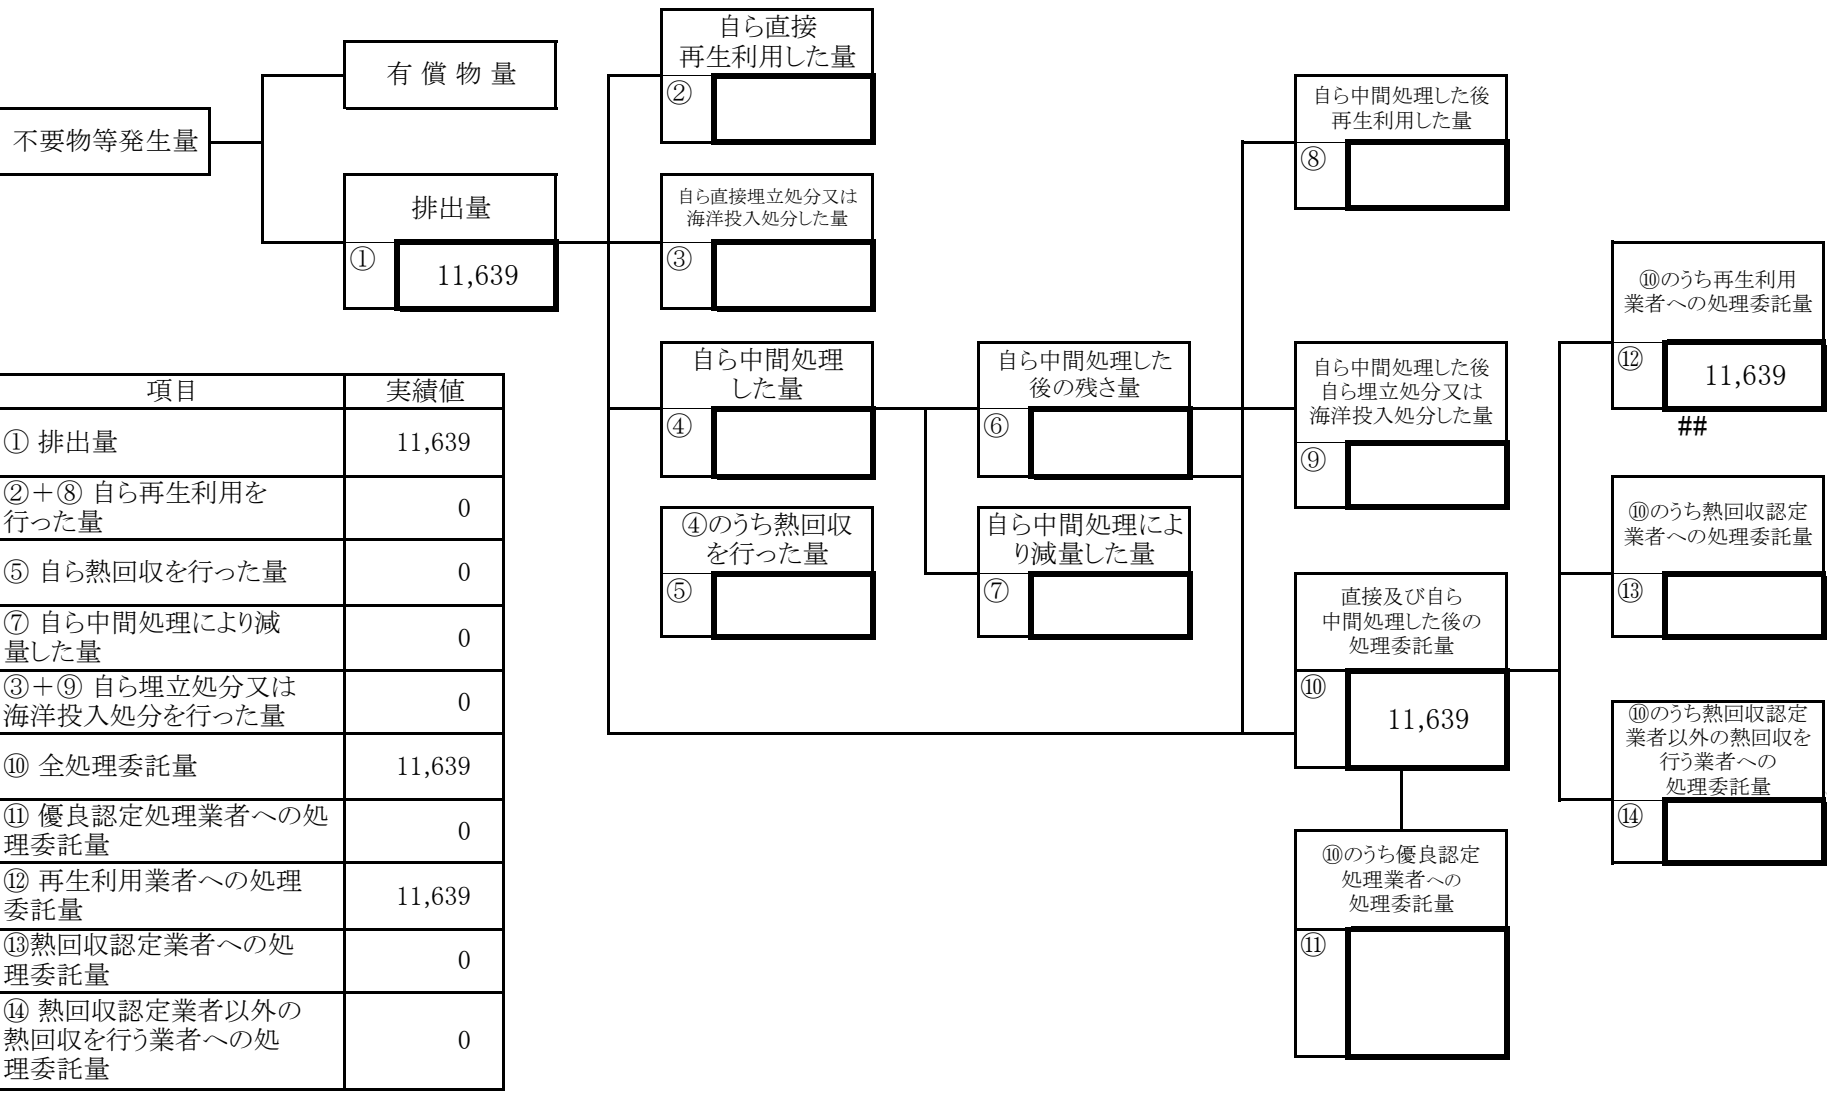 自ら直接
再生利用した量
②
有 償 物 量
不要物等発生量
自ら中間処理した後
再生利用した量
⑧
排出量
①
11,639
自ら直接埋立処分又は
海洋投入処分した量
③
⑩のうち再生利用
業者への処理委託量
⑫
11,639
##
自ら中間処理
した量
④
自ら中間処理した
後の残さ量
⑥
自ら中間処理した後
自ら埋立処分又は
海洋投入処分した量
⑨
④のうち熱回収
を行った量
⑤
自ら中間処理によ
り減量した量
⑦
⑩のうち熱回収認定
業者への処理委託量
⑬
直接及び自ら
中間処理した後の
処理委託量
⑩
11,639
⑩のうち熱回収認定
業者以外の熱回収を
行う業者への
処理委託量
⑭
⑩のうち優良認定
処理業者への
処理委託量
⑪
項目 実績値
① 排出量 11,639
②＋⑧ 自ら再生利用を
行った量 0
⑤ 自ら熱回収を行った量 0
⑦ 自ら中間処理により減
量した量 0
③＋⑨ 自ら埋立処分又は
海洋投入処分を行った量 0
⑩ 全処理委託量 11,639
⑪ 優良認定処理業者への処
理委託量 0
⑫ 再生利用業者への処理
委託量 11,639
⑬熱回収認定業者への処
理委託量 0
⑭ 熱回収認定業者以外の
熱回収を行う業者への処
理委託量 0